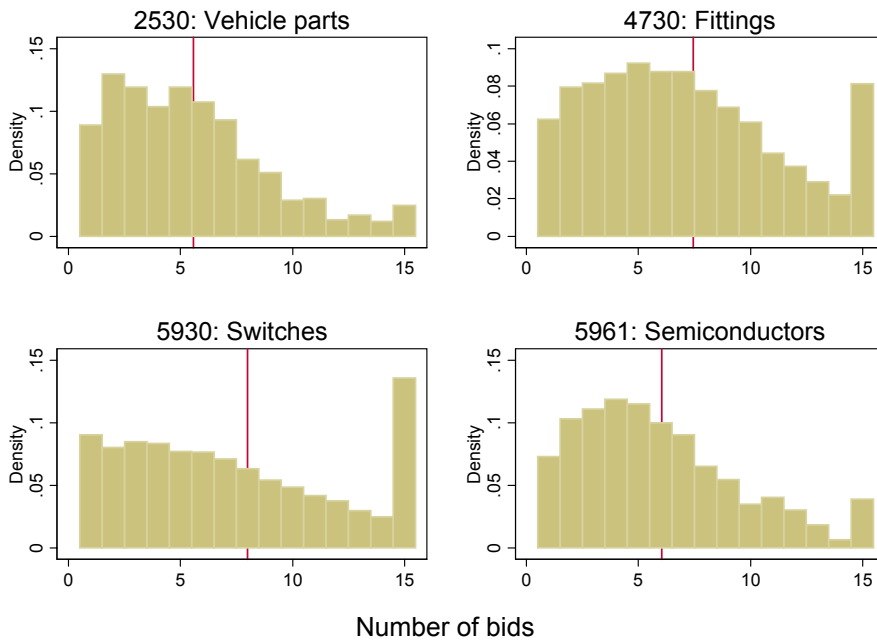 2530: Vehicle parts
Density
0 .05 .1 .15
0 5 10 15
4730: Fittings
Density
0 .02 .04 .06 .08 .1
0 5 10 15
5930: Switches
Density
0 .05 .1 .15
0 5 10 15
5961: Semiconductors
Density
0 .05 .1 .15
0 5 10 15
Number of bids